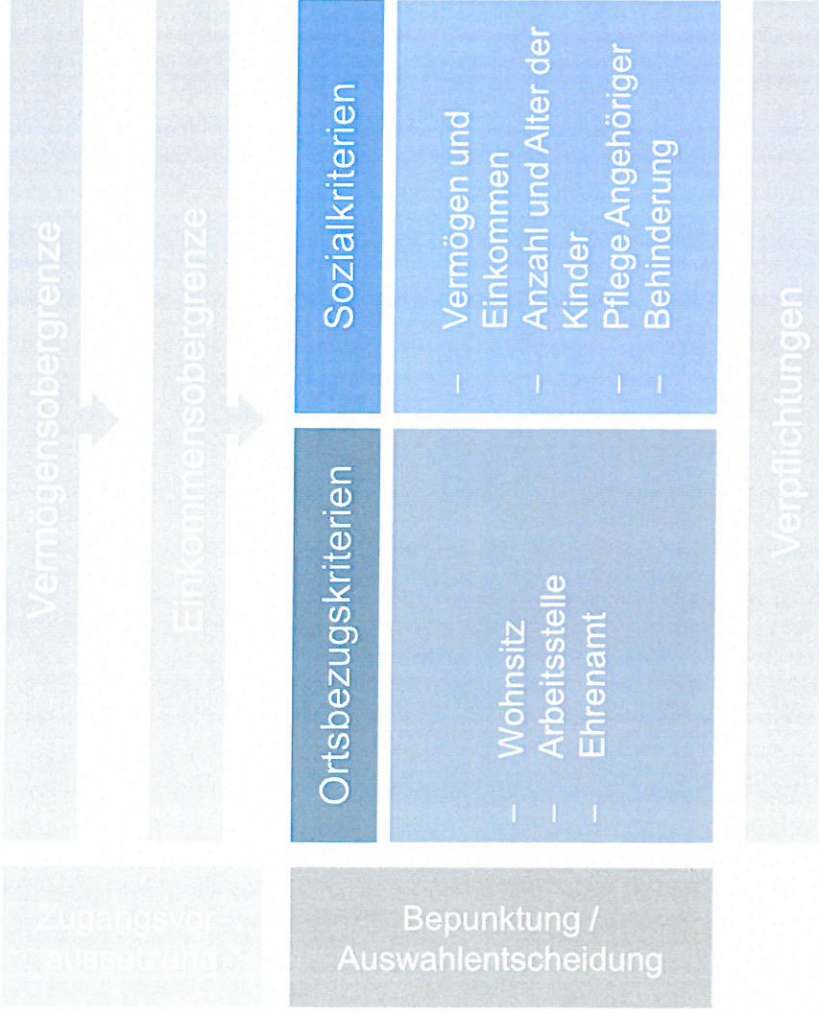 Zugangsvor-
aussetzung
Vermögensobergrenze
Einkommensobergrenze
Bepunktung /
Auswahlentscheidung
Ortsbezugskriterien
– Wohnsitz
– Arbeitsstelle
– Ehrenamt
Sozialkriterien
– Vermögen und
Einkommen
– Anzahl und Alter der
Kinder
– Pflege Angehöriger
– Behinderung
Verpflichtungen